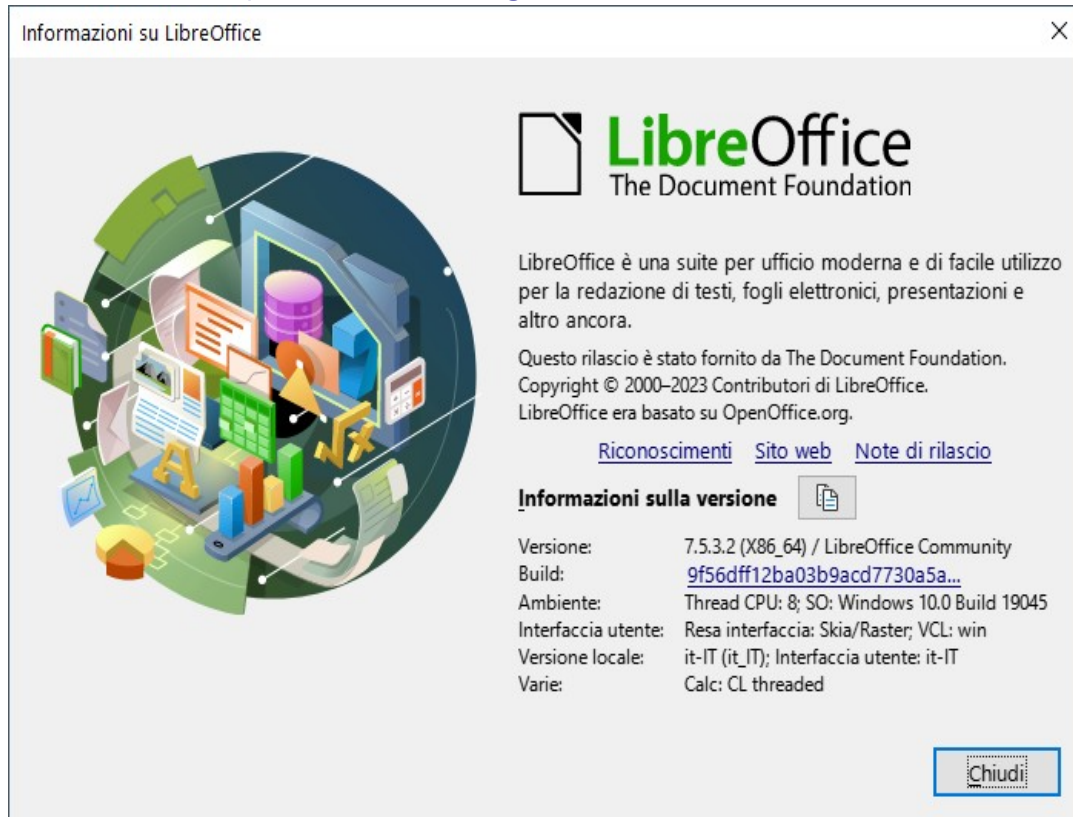 Informazioni su LibreOffice
LibreOffice
The Document Foundation
LibreOffice è una suite per ufficio moderna e di facile utilizzo
per la redazione di testi, fogli elettronici, presentazioni e
altro ancora.
Questo rilascio è stato fornito da The Document Foundation.
Copyright © 2000–2023 Contributori di LibreOffice.
LibreOffice era basato su OpenOffice.org.
Riconoscimenti Sito web Note di rilascio
Informazioni sulla versione
Versione: 7.5.3.2 (X86_64) / LibreOffice Community
Build: 9f56dff12ba03b9acd7730a5a...
Ambiente: Thread CPU: 8; SO: Windows 10.0 Build 19045
Interfaccia utente: Resa interfaccia: Skia/Raster; VCL: win
Versione locale: it-IT (it_IT); Interfaccia utente: it-IT
Varie: Calc: CL threaded
Chiudi